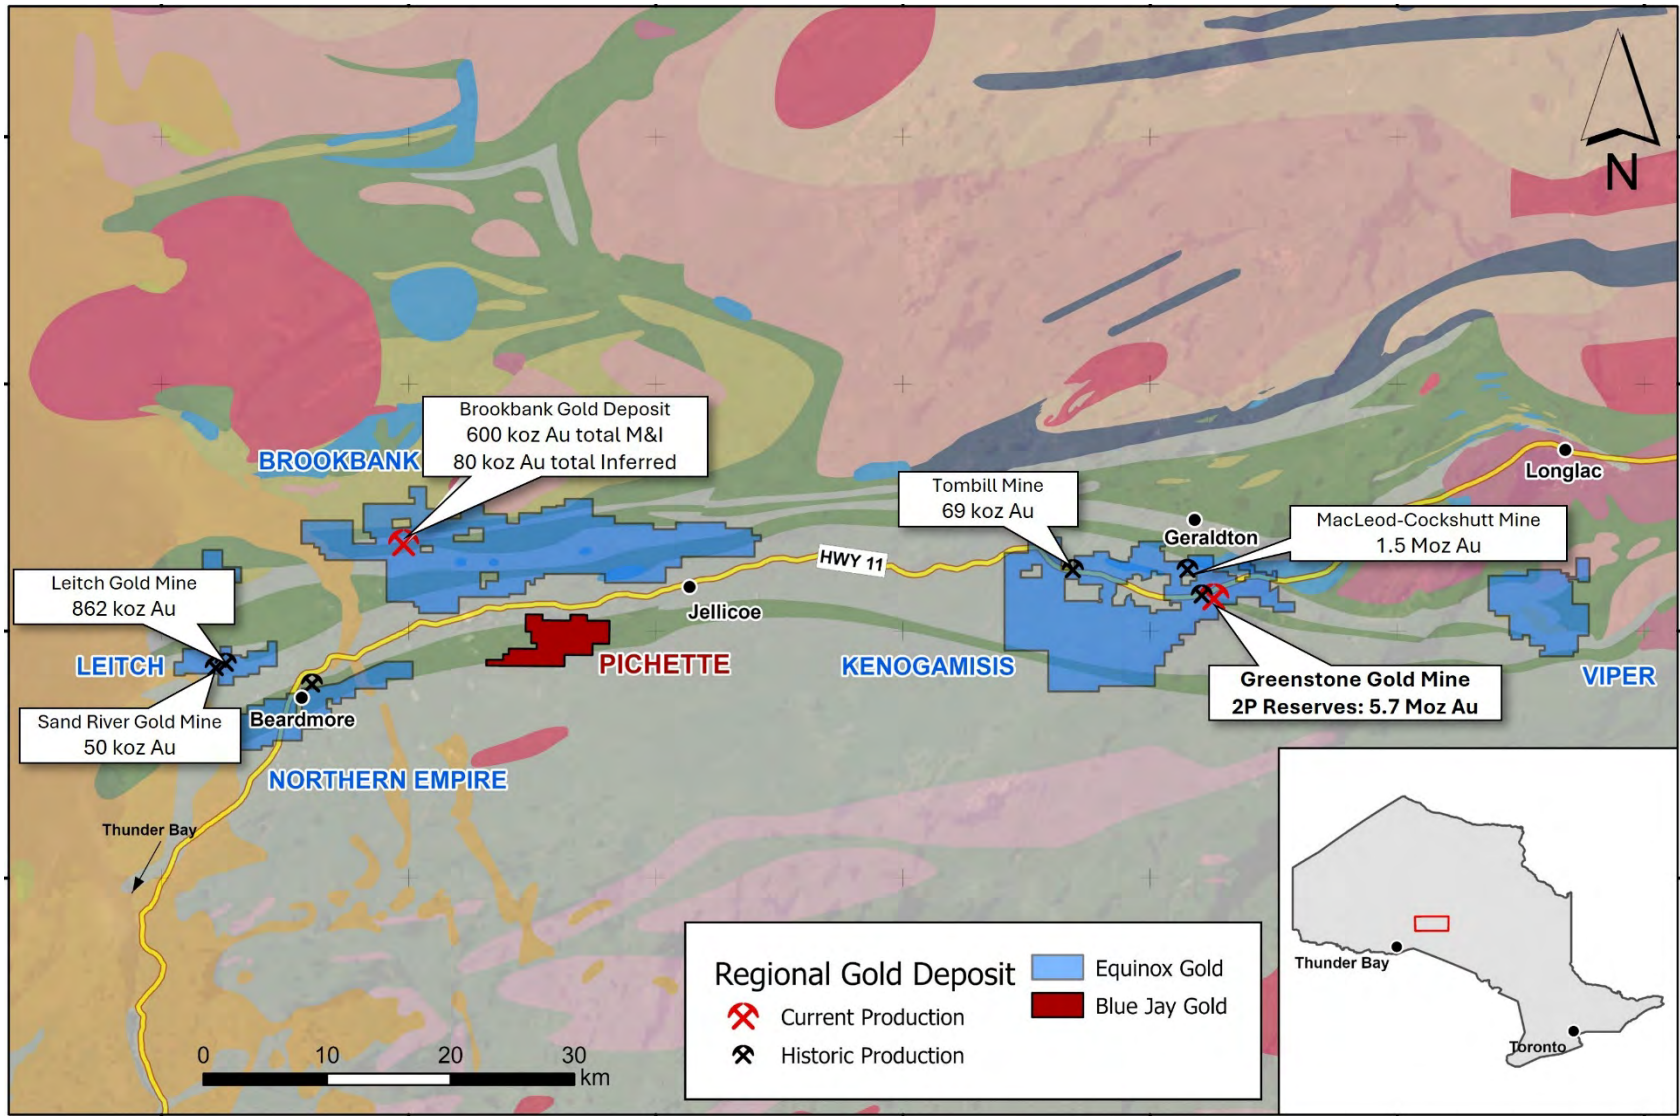 N
Brookbank Gold Deposit
600 koz Au total M&I
80 koz Au total Inferred
BROOKBANK
Longlac
Tombill Mine
69 koz Au
Geraldton
MacLeod-Cockshutt Mine
1.5 Moz Au
HWY 11
Leitch Gold Mine
862 koz Au
Jellicoe
LEITCH
PICHETTE
KENOGAMISIS
VIPER
Greenstone Gold Mine
2P Reserves: 5.7 Moz Au
Sand River Gold Mine
50 koz Au
Beardmore
NORTHERN EMPIRE
Thunder Bay
Regional Gold Deposit
Current Production
Historic Production
Equinox Gold
Blue Jay Gold
0 10 20 30
km
Thunder Bay
Toronto